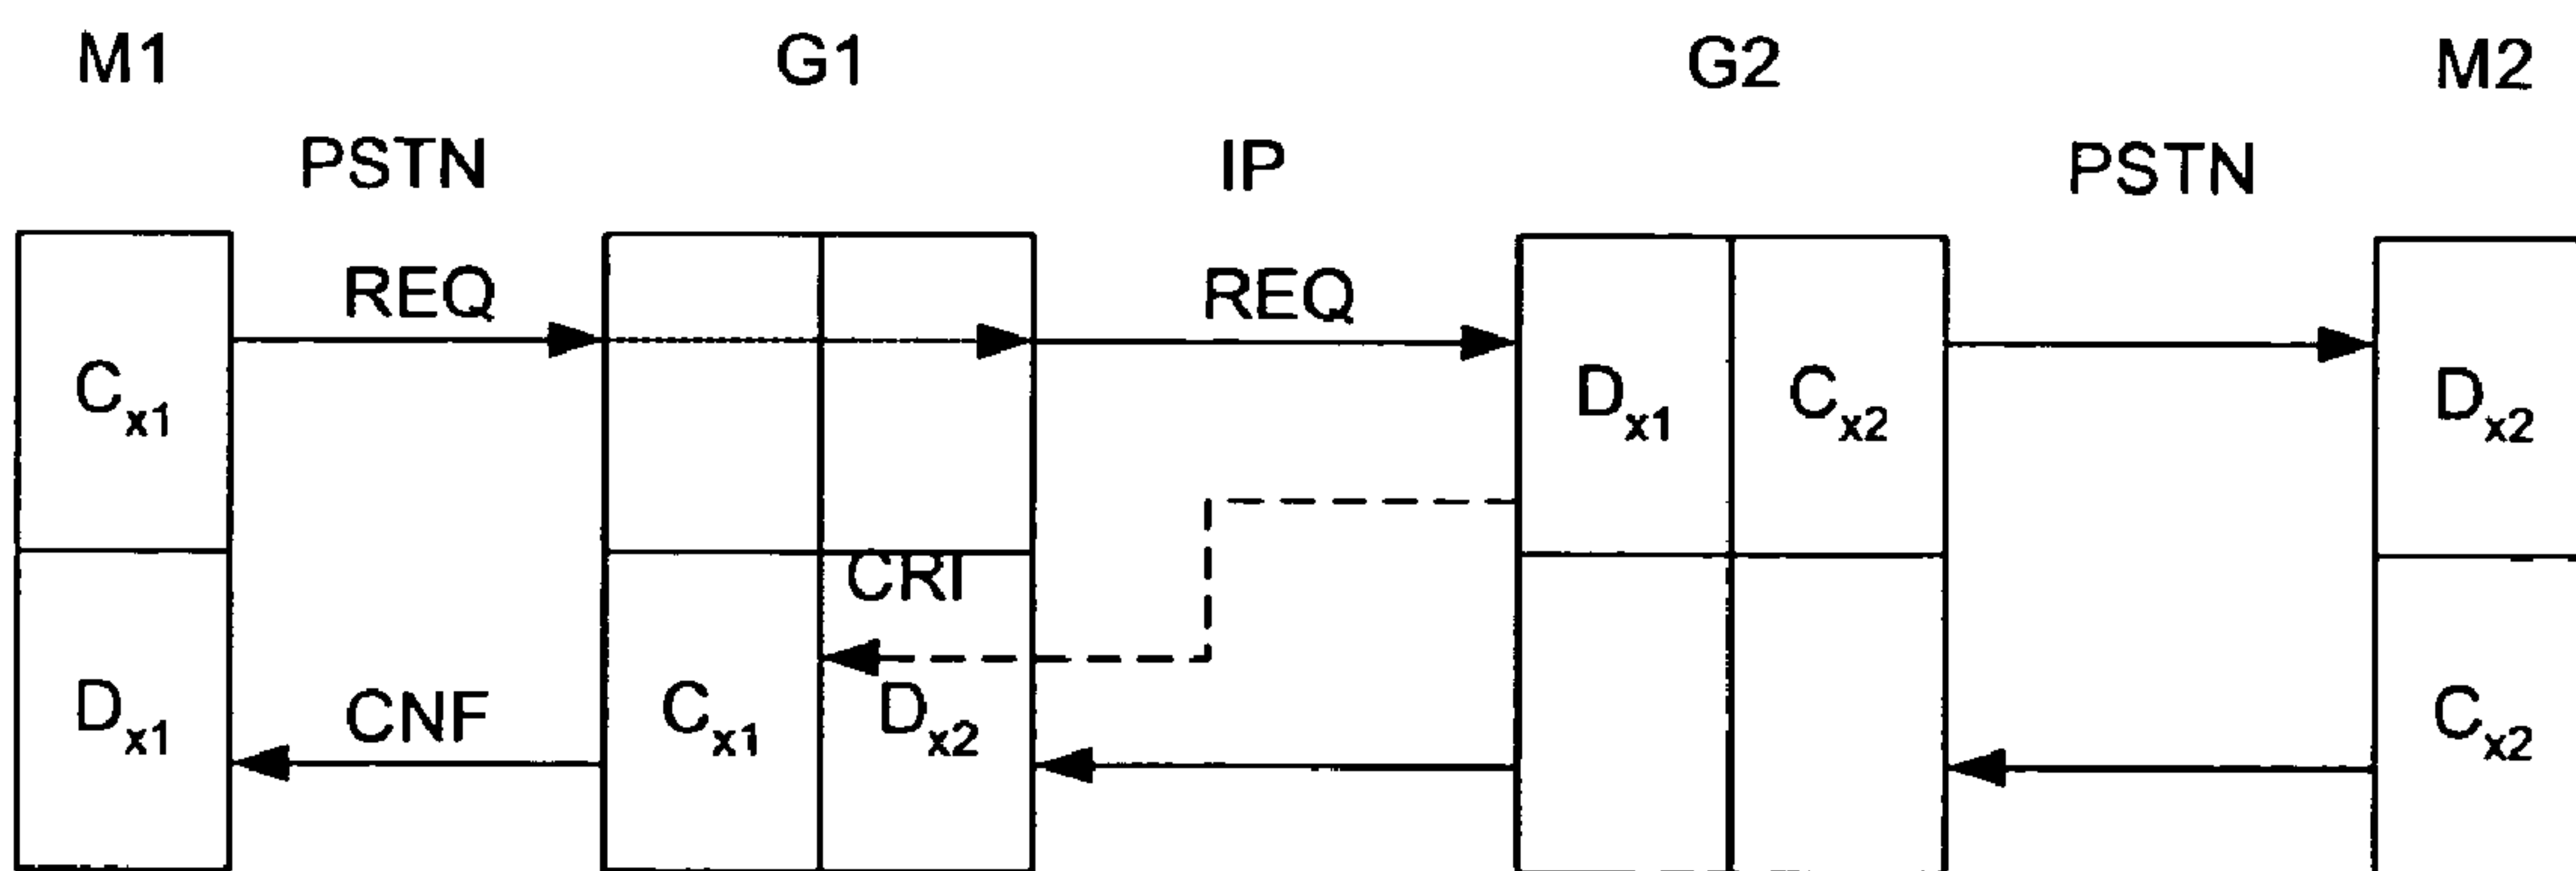 M1 G1 G2 M2
PSTN IP PSTN
REQ REQ
Cx1 Dx1 Cx2 Dx2
CRI
Dx1 CNF Cx1 Dx2 Cx2